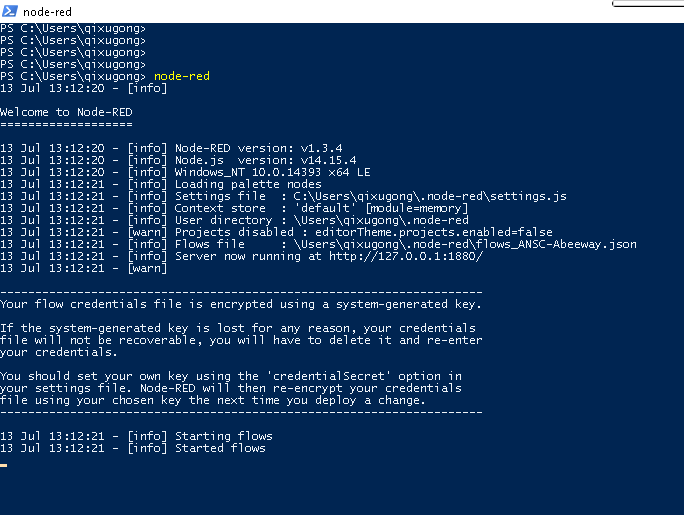 node-red
PS C:\Users\qixugong>
PS C:\Users\qixugong>
PS C:\Users\qixugong>
PS C:\Users\qixugong>
PS C:\Users\qixugong> node-red
13 Jul 13:12:20 - [info]
Welcome to Node-RED
===================
13 Jul 13:12:20 - [info] Node-RED version: v1.3.4
13 Jul 13:12:20 - [info] Node.js  version: v14.15.4
13 Jul 13:12:20 - [info] Windows_NT 10.0.14393 x64 LE
13 Jul 13:12:21 - [info] Loading palette nodes
13 Jul 13:12:21 - [info] Settings file  : C:\Users\qixugong\.node-red\settings.js
13 Jul 13:12:21 - [info] Context store  : 'default' [module=memory]
13 Jul 13:12:21 - [info] User directory : \Users\qixugong\.node-red
13 Jul 13:12:21 - [warn] Projects disabled : editorTheme.projects.enabled=false
13 Jul 13:12:21 - [info] Flows file     : \Users\qixugong\.node-red\flows_ANSC-Abeeway.json
13 Jul 13:12:21 - [info] Server now running at http://127.0.0.1:1880/
13 Jul 13:12:21 - [warn]
---------------------------------------------------------------------
Your flow credentials file is encrypted using a system-generated key.
If the system-generated key is lost for any reason, your credentials
file will not be recoverable, you will have to delete it and re-enter
your credentials.
You should set your own key using the 'credentialSecret' option in
your settings file. Node-RED will then re-encrypt your credentials
file using your chosen key the next time you deploy a change.
---------------------------------------------------------------------
13 Jul 13:12:21 - [info] Starting flows
13 Jul 13:12:21 - [info] Started flows